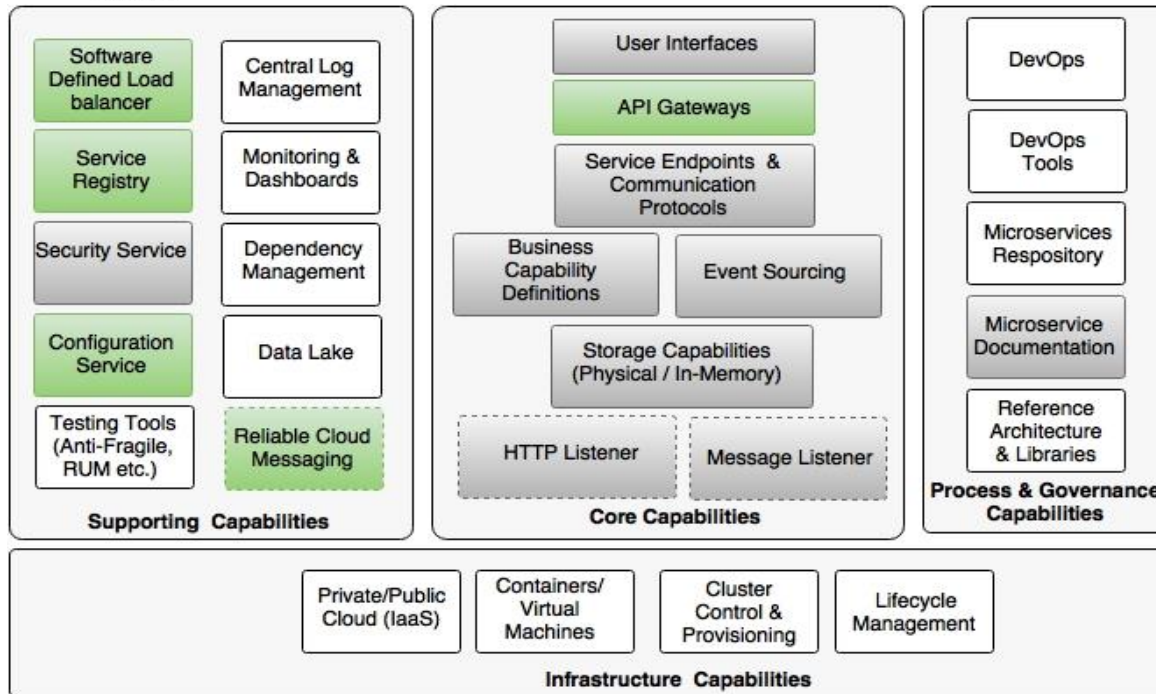 Software
Defined Load
balancer
Central Log
Management
Service
Registry
Monitoring &
Dashboards
Security Service
Dependency
Management
Configuration
Service
Data Lake
Testing Tools
(Anti-Fragile,
RUM etc.)
Reliable Cloud
Messaging
Supporting Capabilities
User Interfaces
API Gateways
Service Endpoints &
Communication
Protocols
Business
Capability
Definitions
Event Sourcing
Storage Capabilities
(Physical / In-Memory)
HTTP Listener
Message Listener
Core Capabilities
DevOps
DevOps
Tools
Microservices
Respository
Microservice
Documentation
Reference
Architecture
& Libraries
Process & Governance
Capabilities
Private/Public
Cloud (IaaS)
Containers/
Virtual
Machines
Cluster
Control &
Provisioning
Lifecycle
Management
Infrastructure Capabilities